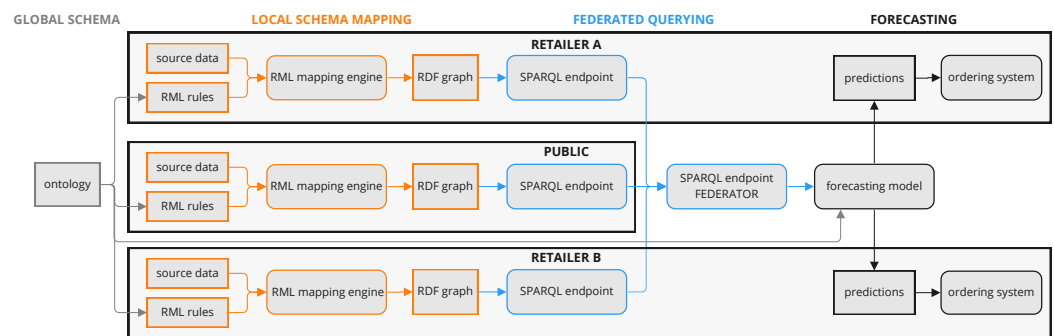 GLOBAL SCHEMA
LOCAL SCHEMA MAPPING
FEDERATED QUERYING
FORECASTING
RETAILER A
source data
RML rules
RML mapping engine
RDF graph
SPARQL endpoint
predictions
ordering system
ontology
PUBLIC
source data
RML rules
RML mapping engine
RDF graph
SPARQL endpoint
SPARQL endpoint
FEDERATOR
forecasting model
RETAILER B
source data
RML rules
RML mapping engine
RDF graph
SPARQL endpoint
predictions
ordering system